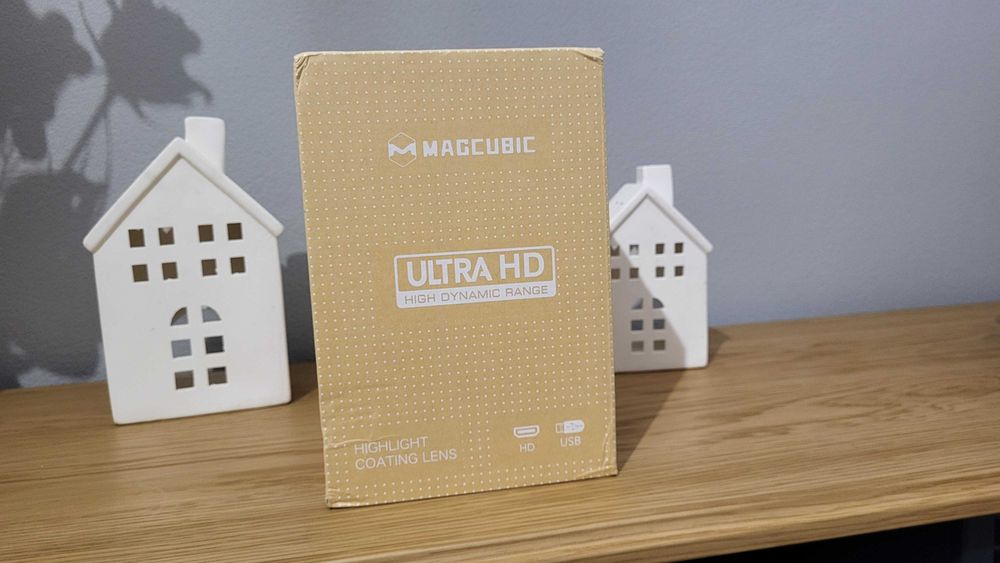 MAGCUBIC
ULTRA HD
HIGH DYNAMIC RANGE
HIGHLIGHT
COATING LENS
HD
USB